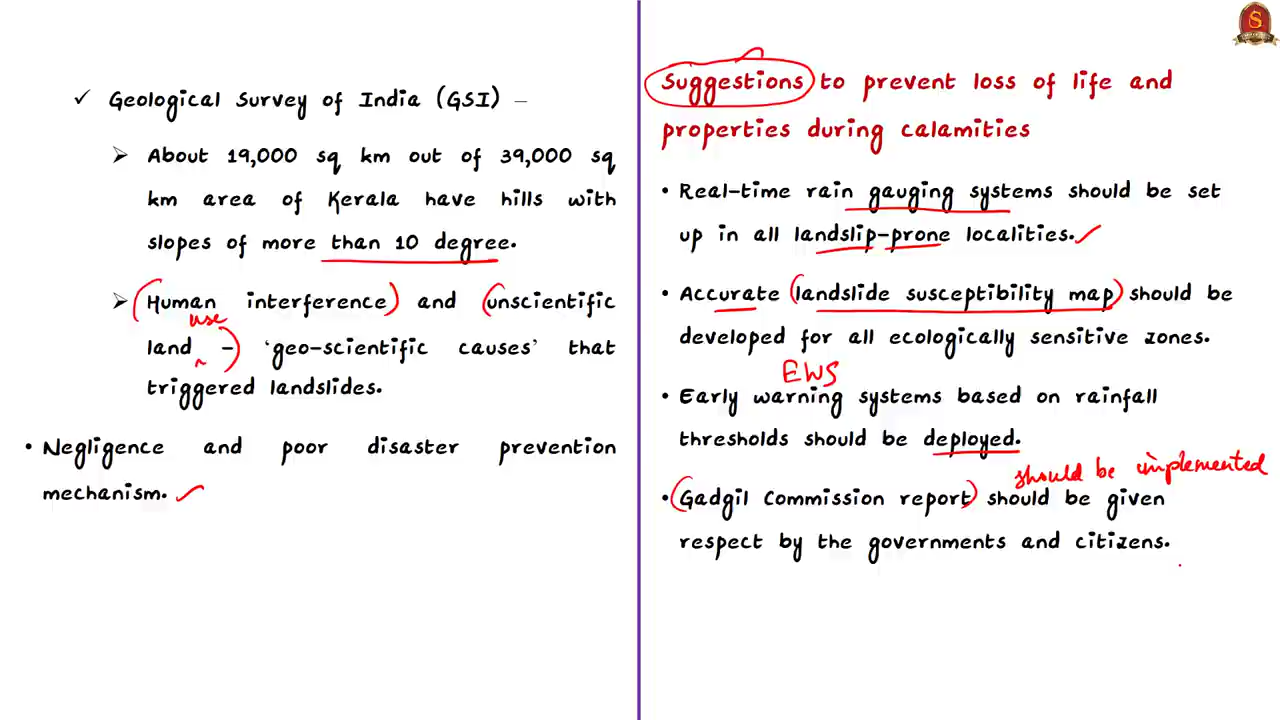 ✓ Geological Survey of India (GSI) –
➢ About 19,000 sq km out of 39,000 sq
km area of Kerala have hills with
slopes of more than 10 degree.
➢ Human interference and unscientific
use
land – 'geo-scientific causes' that
triggered landslides.
• Negligence and poor disaster prevention
mechanism.
Suggestions to prevent loss of life and
properties during calamities
• Real-time rain gauging systems should be set
up in all landslip-prone localities.
• Accurate landslide susceptibility map should be
developed for all ecologically sensitive zones.
EWS
• Early warning systems based on rainfall
thresholds should be deployed.
should be implemented
• (Gadgil Commission report) should be given
respect by the governments and citizens.
S